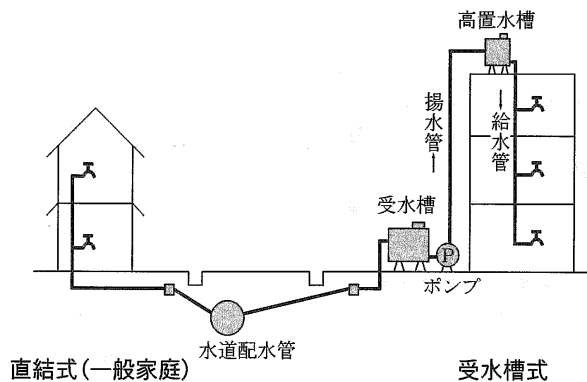 高置水槽
揚水管→
←給水管
受水槽
P
ポンプ
水道配水管
直結式(一般家庭)
受水槽式